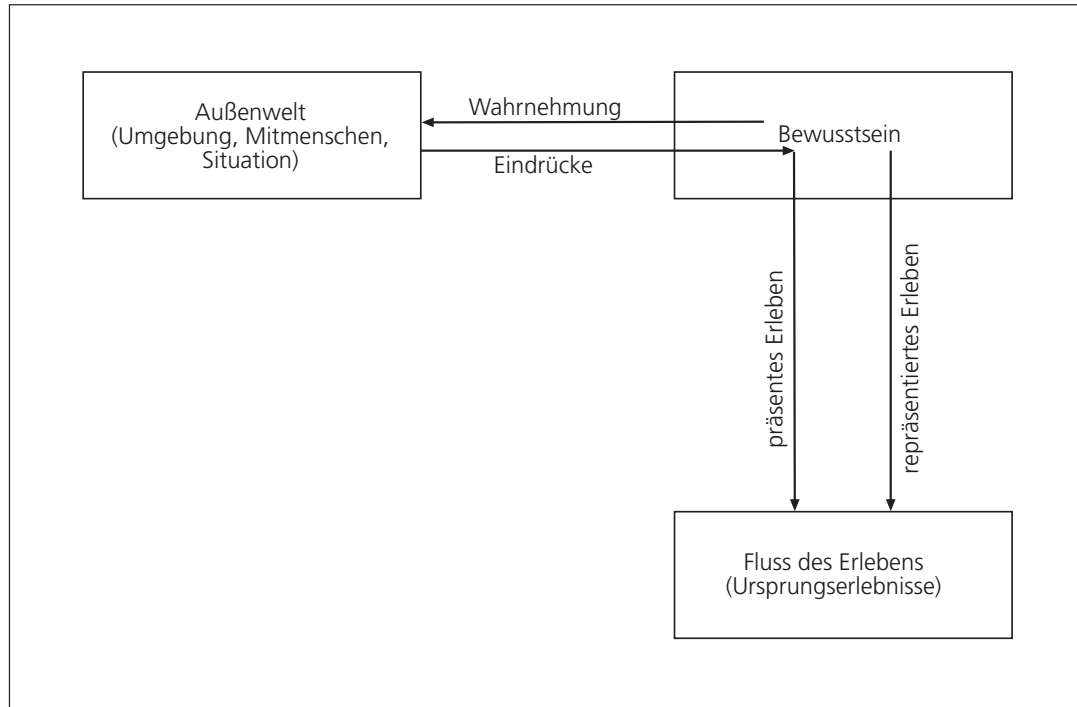 Außenwelt
(Umgebung, Mitmenschen,
Situation)
Wahrnehmung
Eindrücke
Bewusstsein
präsentes Erleben
repräsentiertes Erleben
Fluss des Erlebens
(Ursprungserlebnisse)